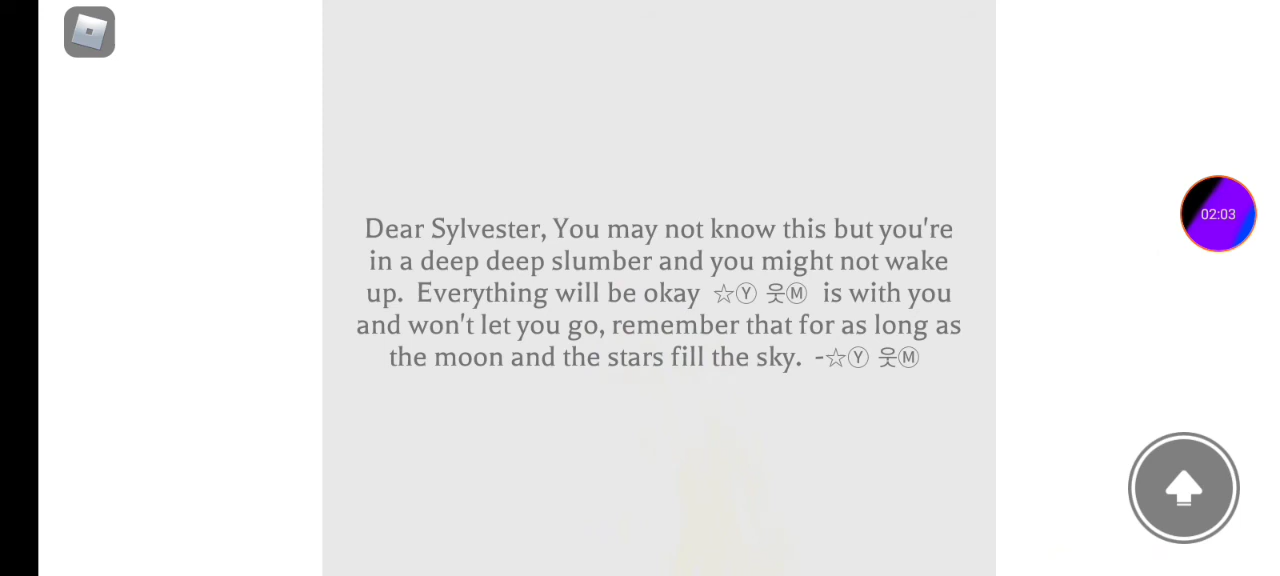 Dear Sylvester, You may not know this but you're
in a deep deep slumber and you might not wake
up.  Everything will be okay  ☆Ⓨ 웃Ⓜ  is with you
and won't let you go, remember that for as long as
the moon and the stars fill the sky.  -☆Ⓨ 웃Ⓜ
02:03